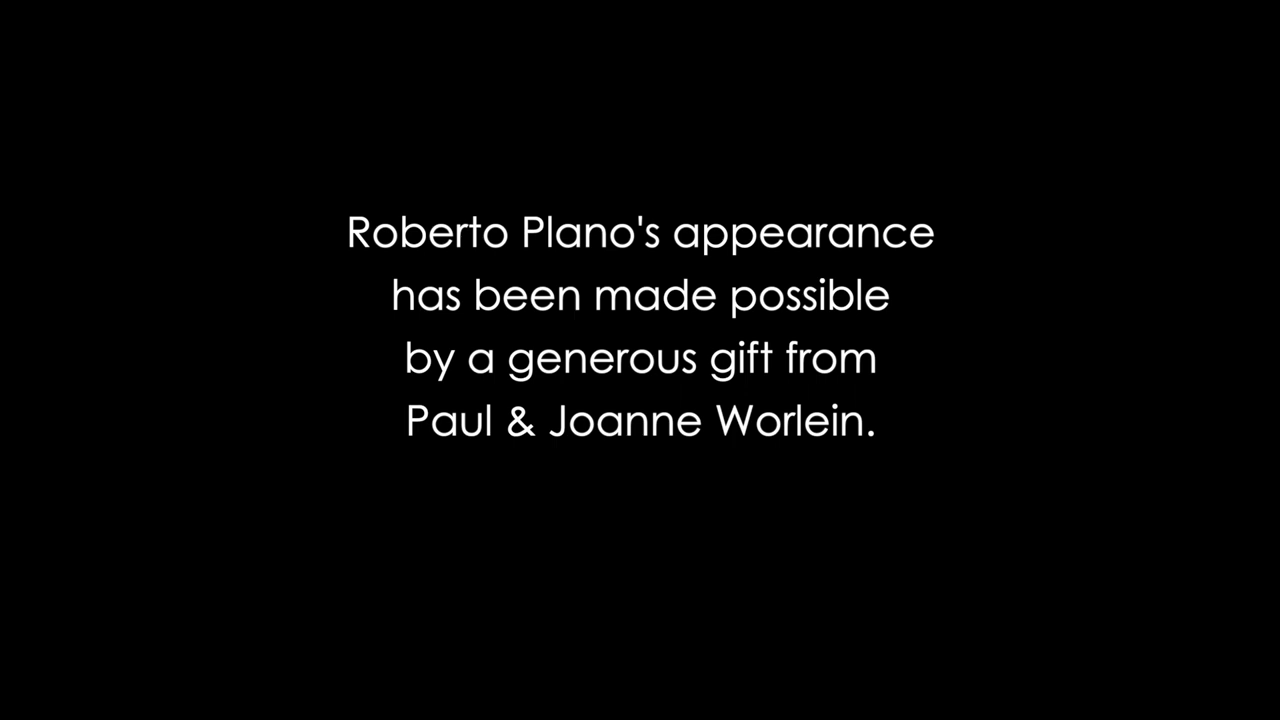 Roberto Plano's appearance
has been made possible
by a generous gift from
Paul & Joanne Worlein.